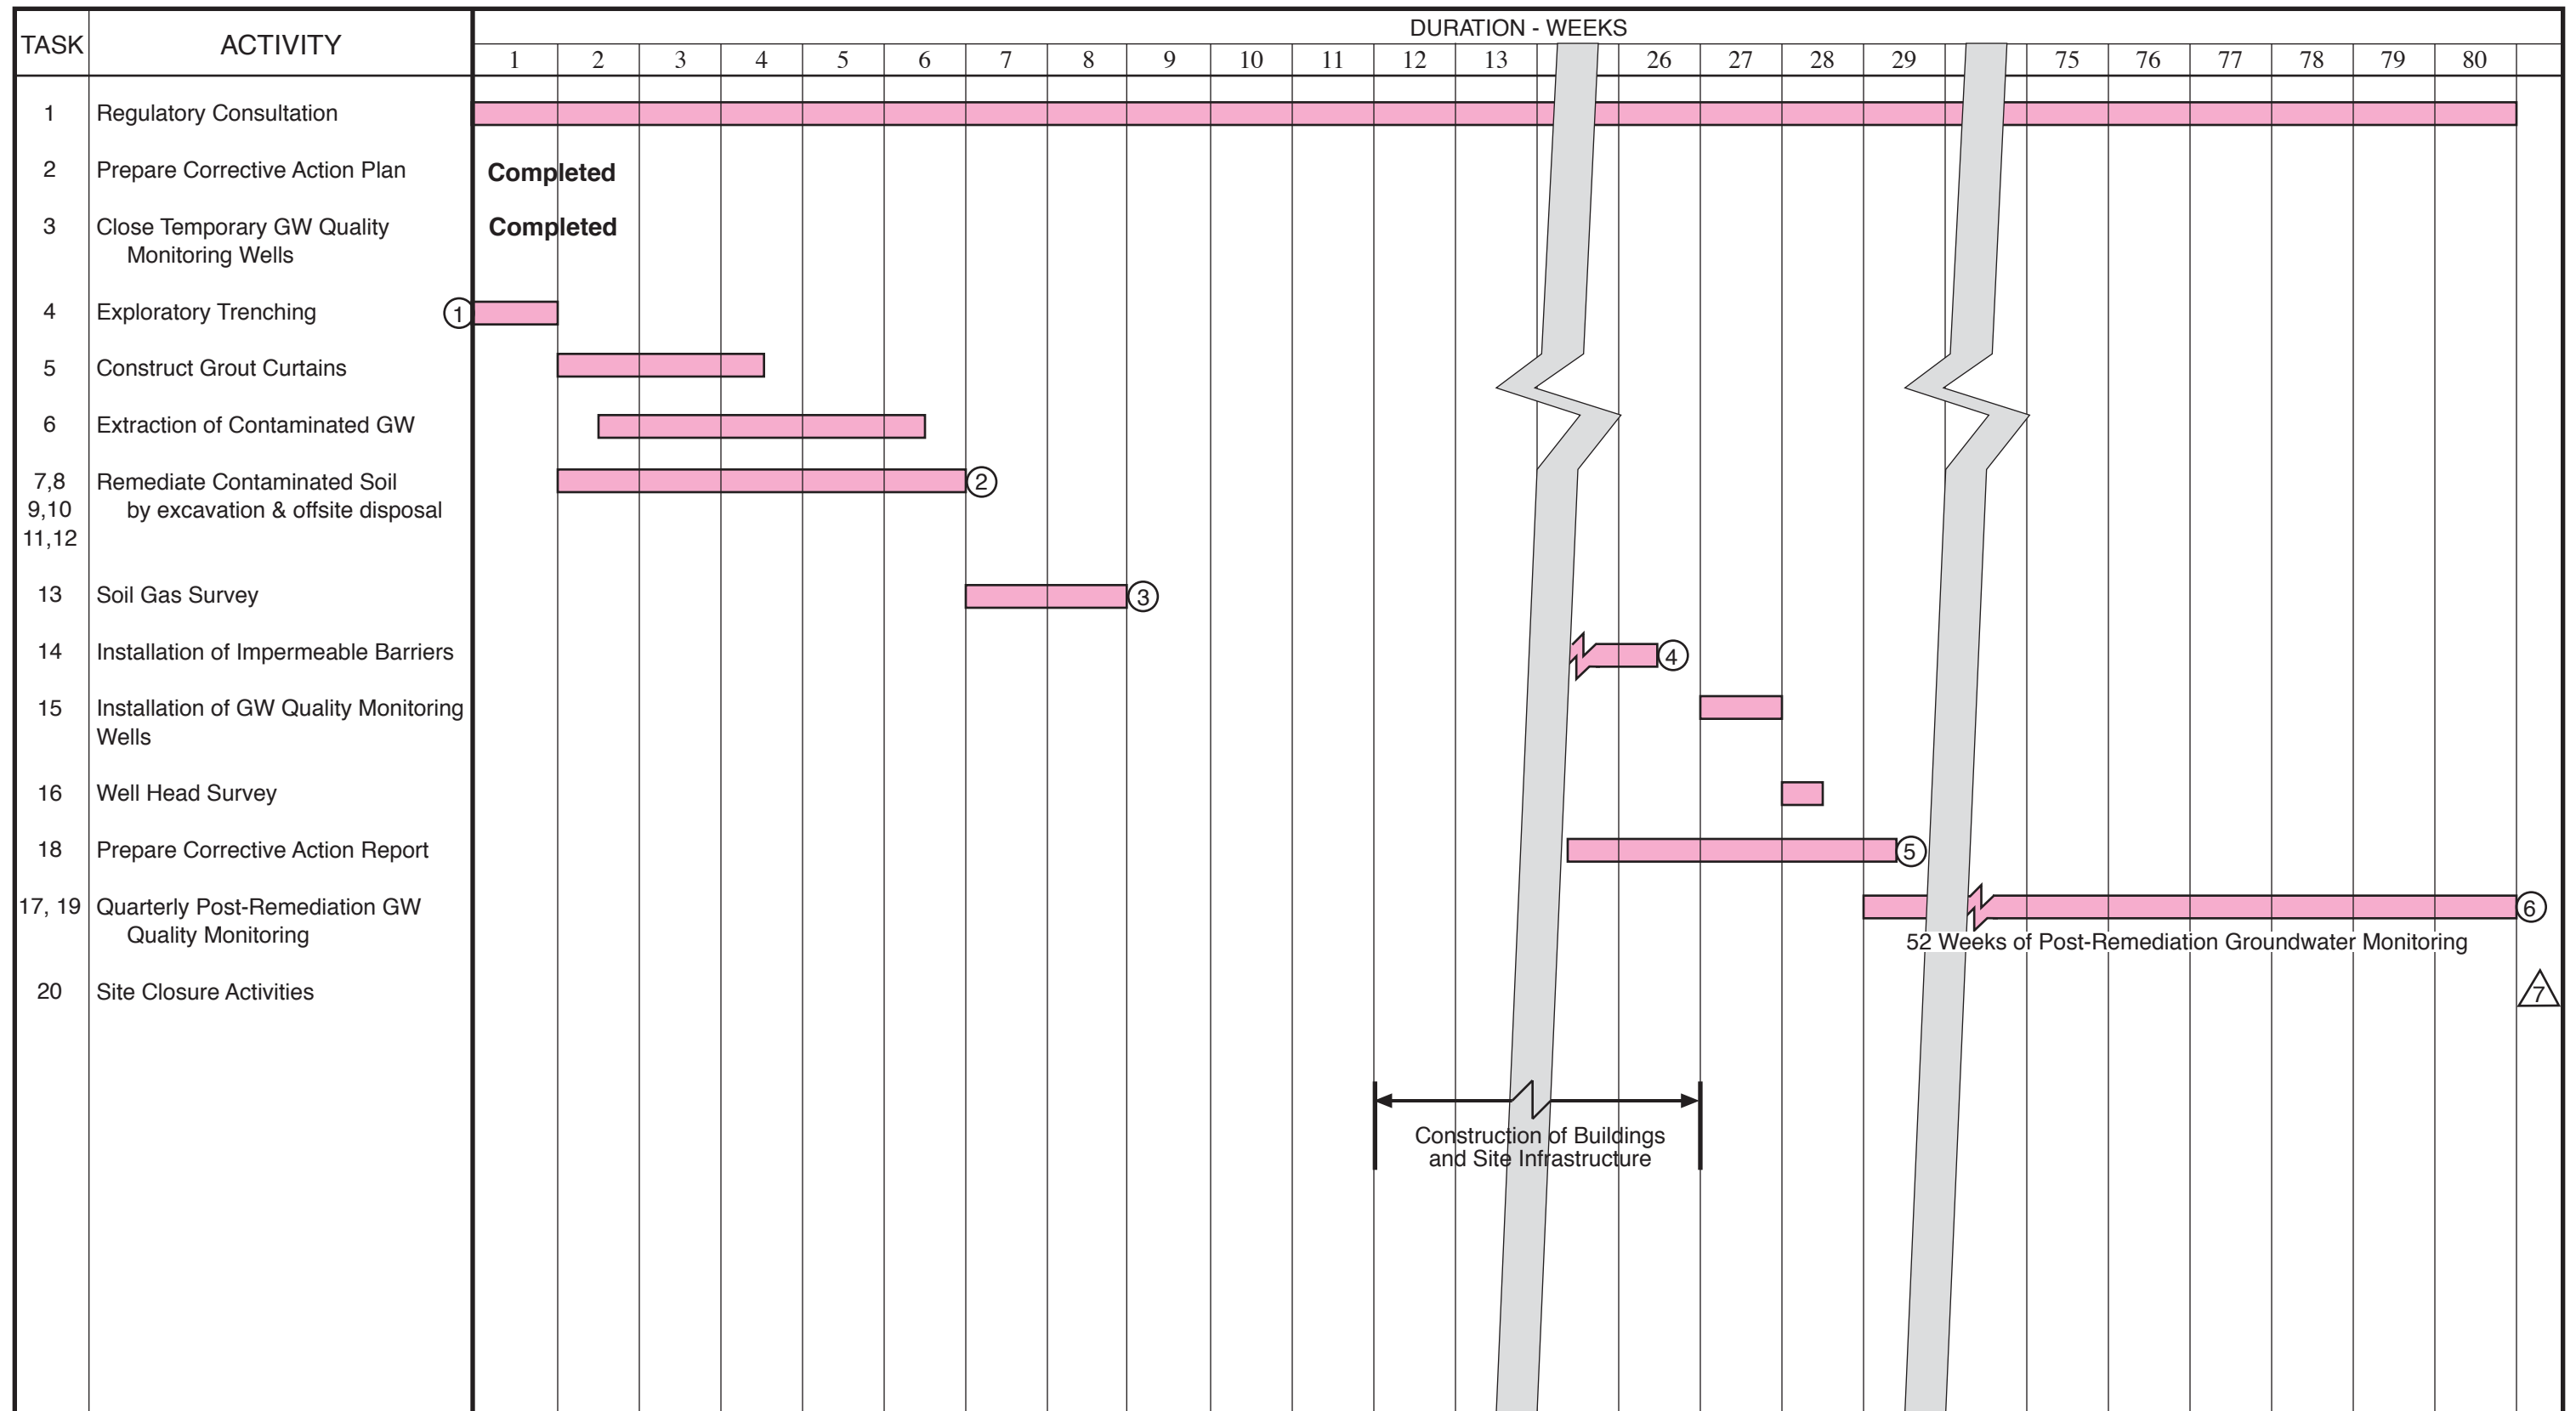 DURATION - WEEKS
TASK ACTIVITY
1 2 3 4 5 6 7 8 9 10 11 12 13 26 27 28 29 75 76 77 78 79 80
1 Regulatory Consultation
2 Prepare Corrective Action Plan Completed
3 Close Temporary GW Quality Completed
Monitoring Wells
4 Exploratory Trenching 1
5 Construct Grout Curtains
6 Extraction of Contaminated GW
7,8 Remediate Contaminated Soil 2
9,10 by excavation & offsite disposal
11,12
13 Soil Gas Survey 3
14 Installation of Impermeable Barriers 4
15 Installation of GW Quality Monitoring
Wells
16 Well Head Survey
18 Prepare Corrective Action Report 5
17, 19 Quarterly Post-Remediation GW 6
Quality Monitoring 52 Weeks of Post-Remediation Groundwater Monitoring
20 Site Closure Activities 7
Construction of Buildings
and Site Infrastructure